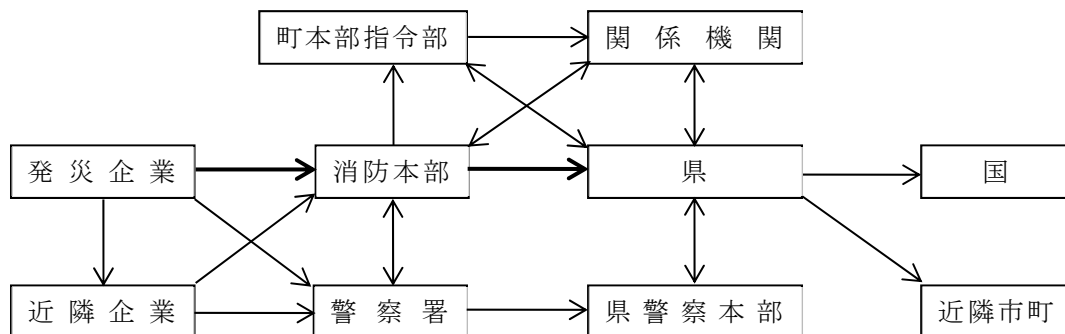 町本部指令部 関係機関
発災企業 消防本部 県 国
近隣企業 警察署 県警察本部 近隣市町